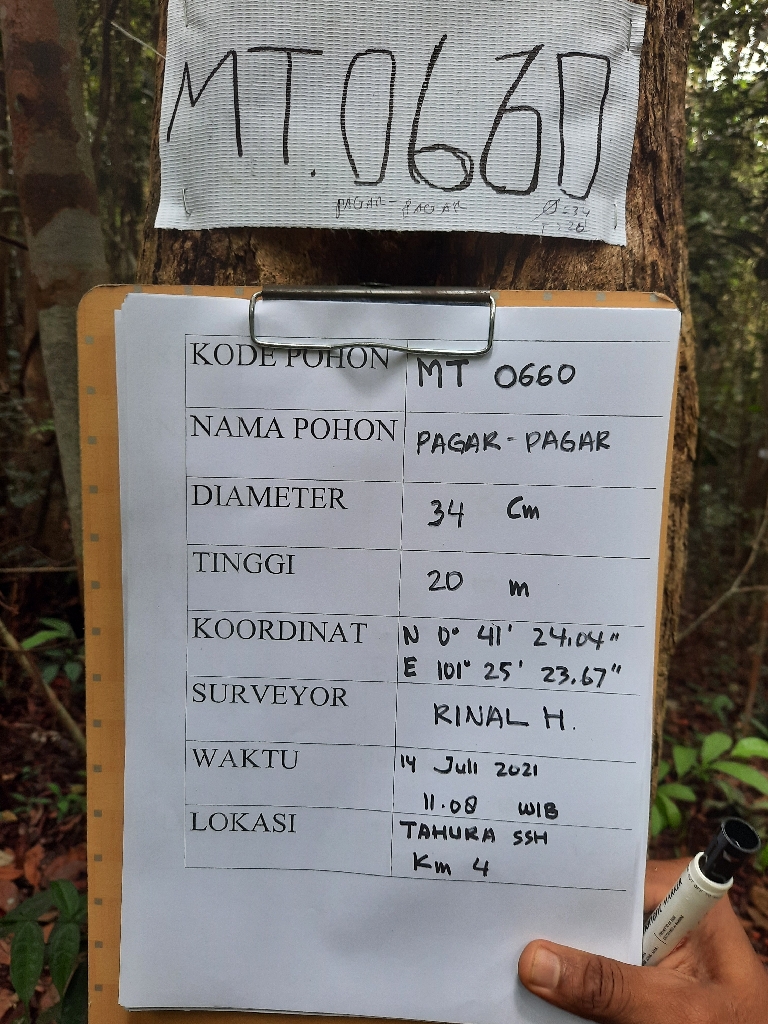 MT.0660
PAGAR-PAGAR
Ø=34
T=20
KODE POHON MT 0660
NAMA POHON PAGAR-PAGAR
DIAMETER 34 Cm
TINGGI 20 m
KOORDINAT N 0° 41' 24.04"
E 101° 25' 23.67"
SURVEYOR RINAL H.
WAKTU 14 Juli 2021
11.08 WIB
LOKASI TAHURA SSH
Km 4